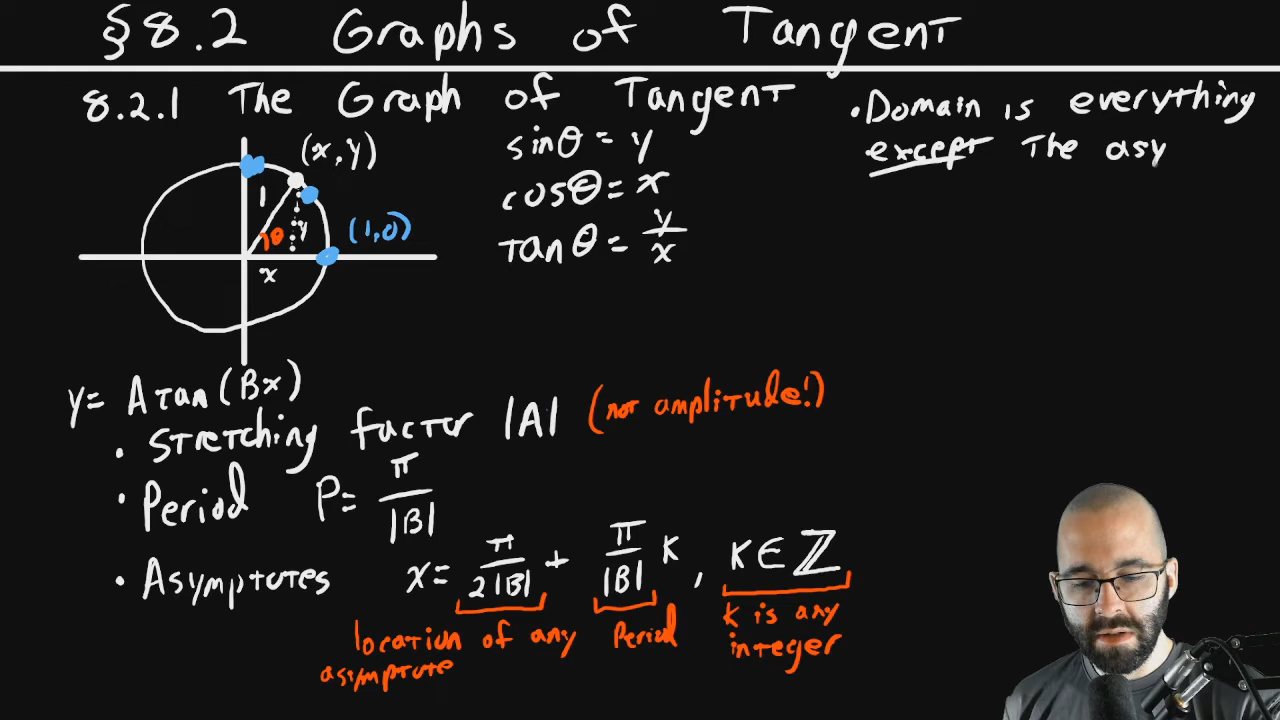 §8.2 Graphs of Tangent
8.2.1 The Graph of Tangent
(x,y)
1
θ
y
x
(1,0)
sinθ = y
cosθ = x
tanθ = y/x
• Domain is everything
except the asy
y = A tan(Bx)
• Stretching factor |A| (not amplitude!)
• Period P = π/|B|
• Asymptotes x = π/2|B| + π/|B| k, k ∈ ℤ
location of any
asymptote
Period
k is any
integer